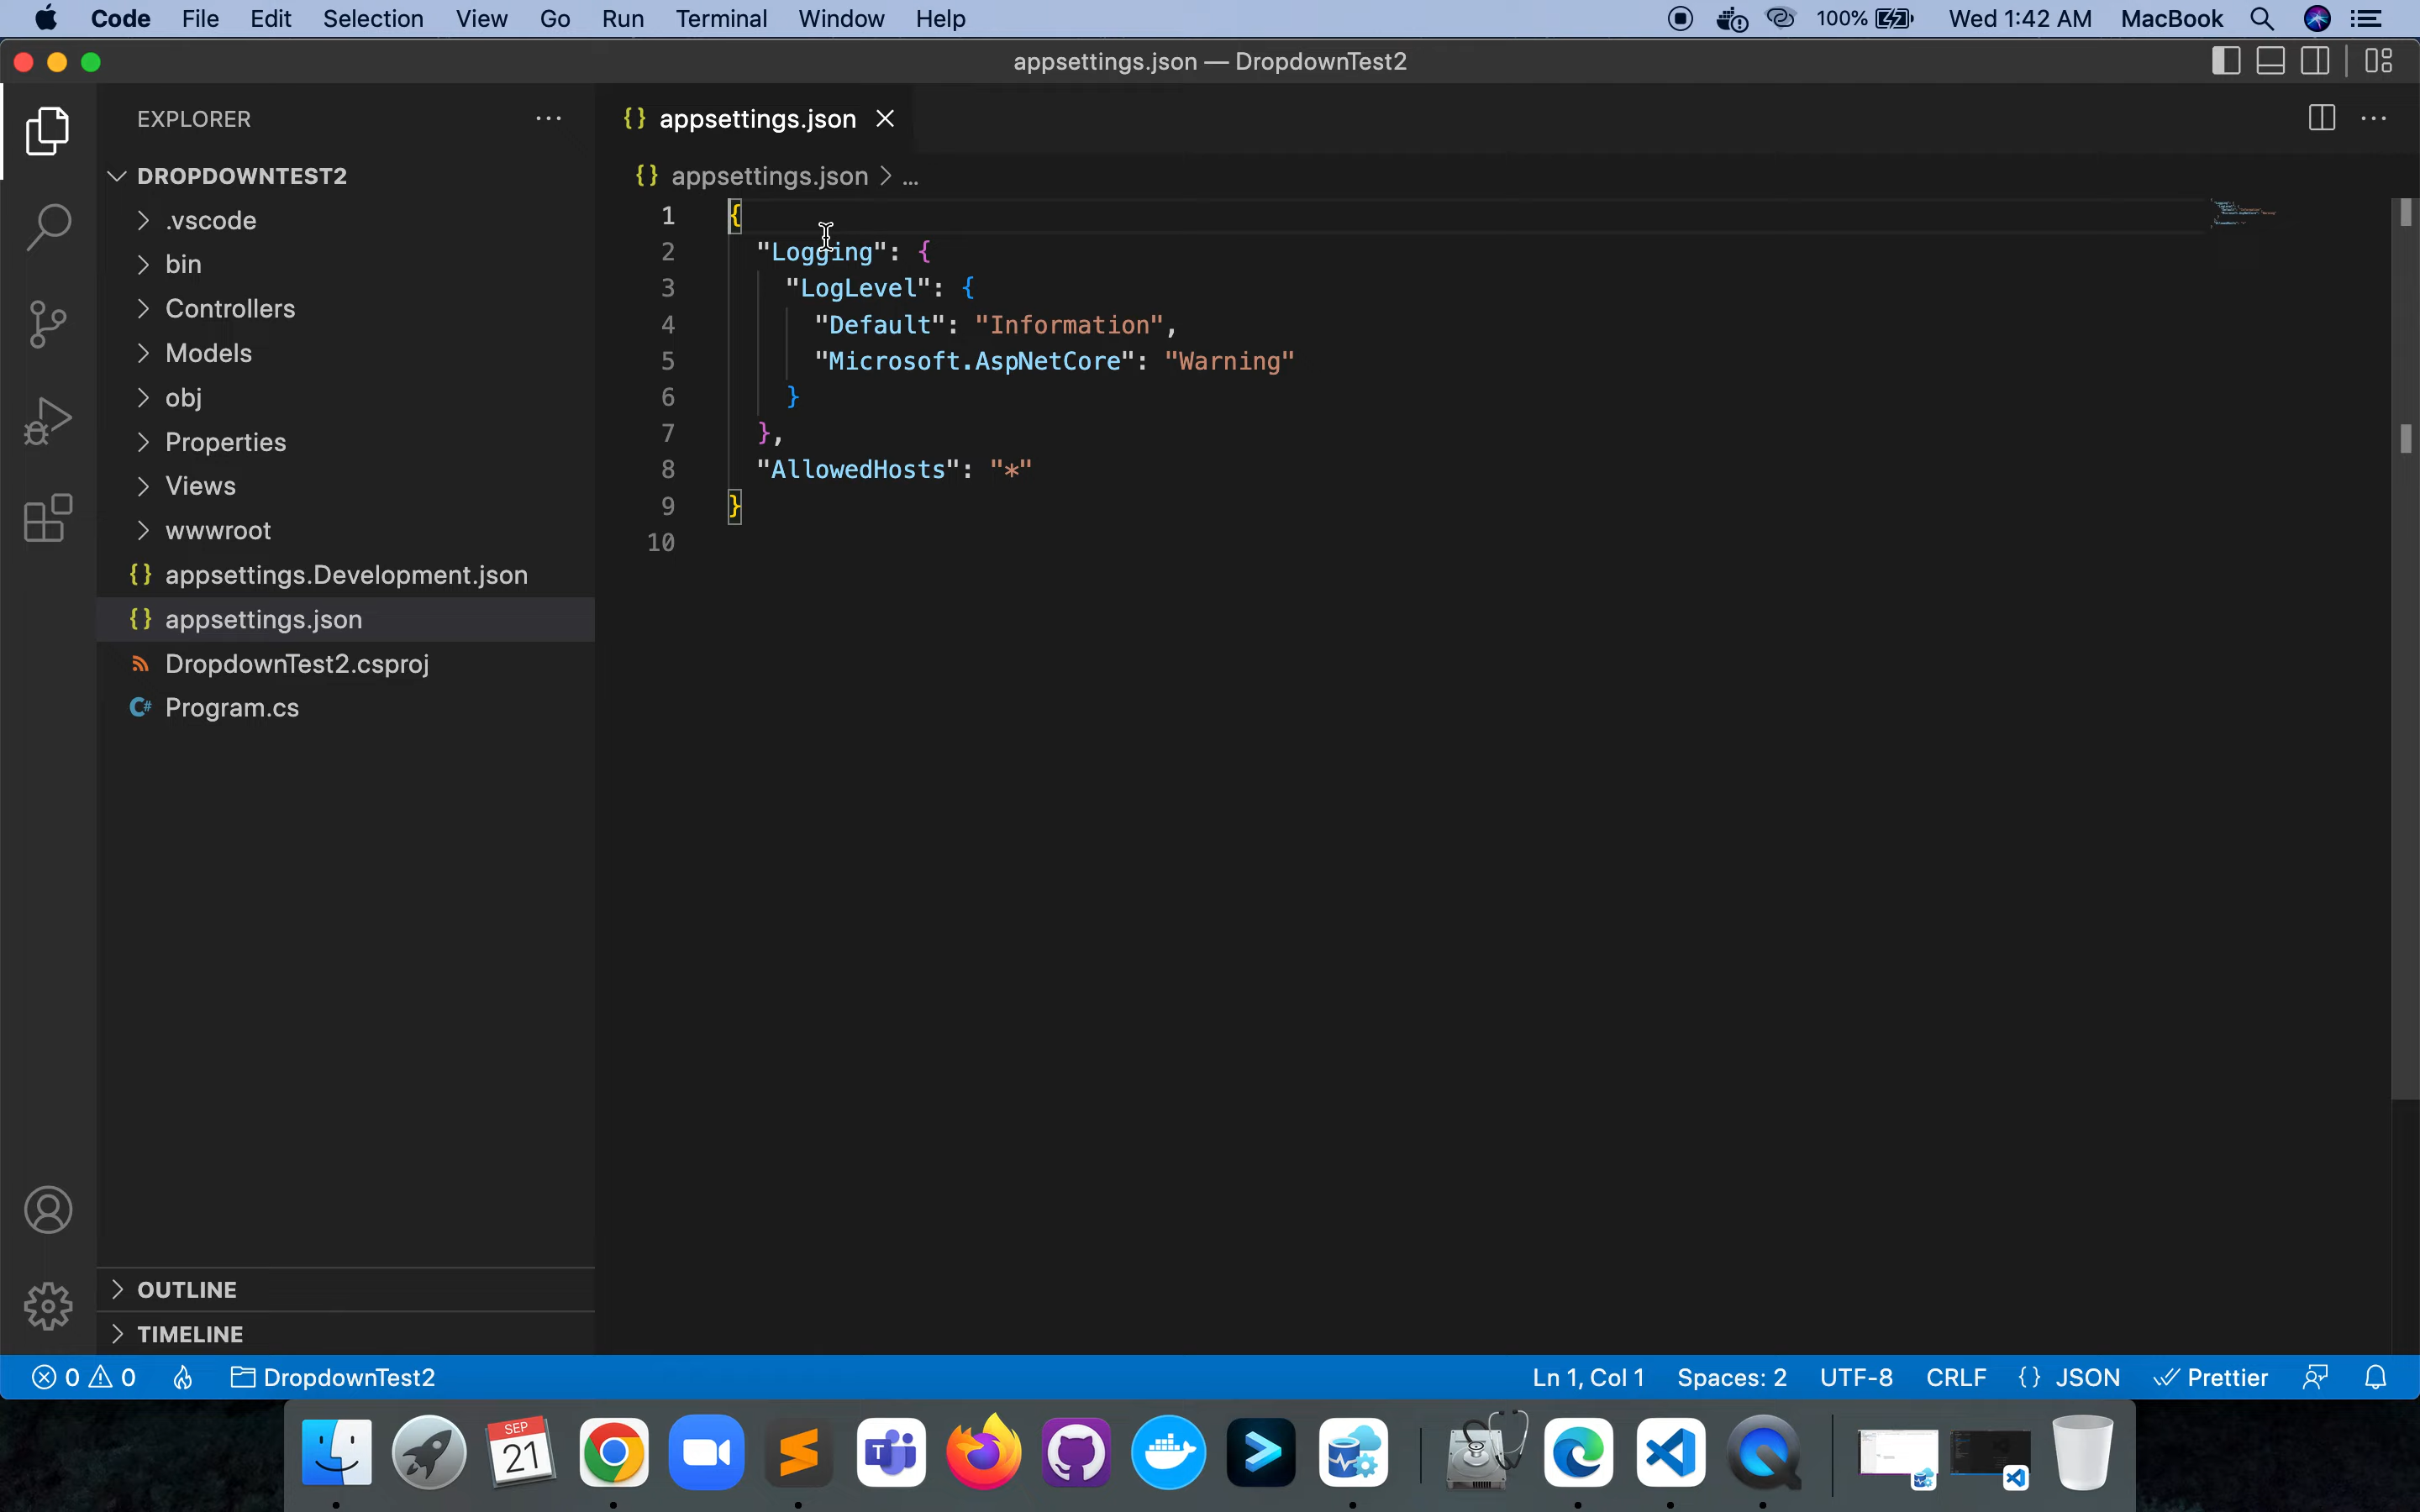 Code File Edit Selection View Go Run Terminal Window Help 100% Wed 1:42 AM MacBook
appsettings.json — DropdownTest2
EXPLORER
DROPDOWNTEST2
.vscode
bin
Controllers
Models
obj
Properties
Views
wwwroot
{} appsettings.Development.json
{} appsettings.json
DropdownTest2.csproj
C# Program.cs
OUTLINE
TIMELINE
{} appsettings.json
{} appsettings.json > ...
1 {
2 "Logging": {
3 "LogLevel": {
4 "Default": "Information",
5 "Microsoft.AspNetCore": "Warning"
6 }
7 },
8 "AllowedHosts": "*"
9 }
10
0 0 DropdownTest2 Ln 1, Col 1 Spaces: 2 UTF-8 CRLF {} JSON Prettier
SEP
21
T